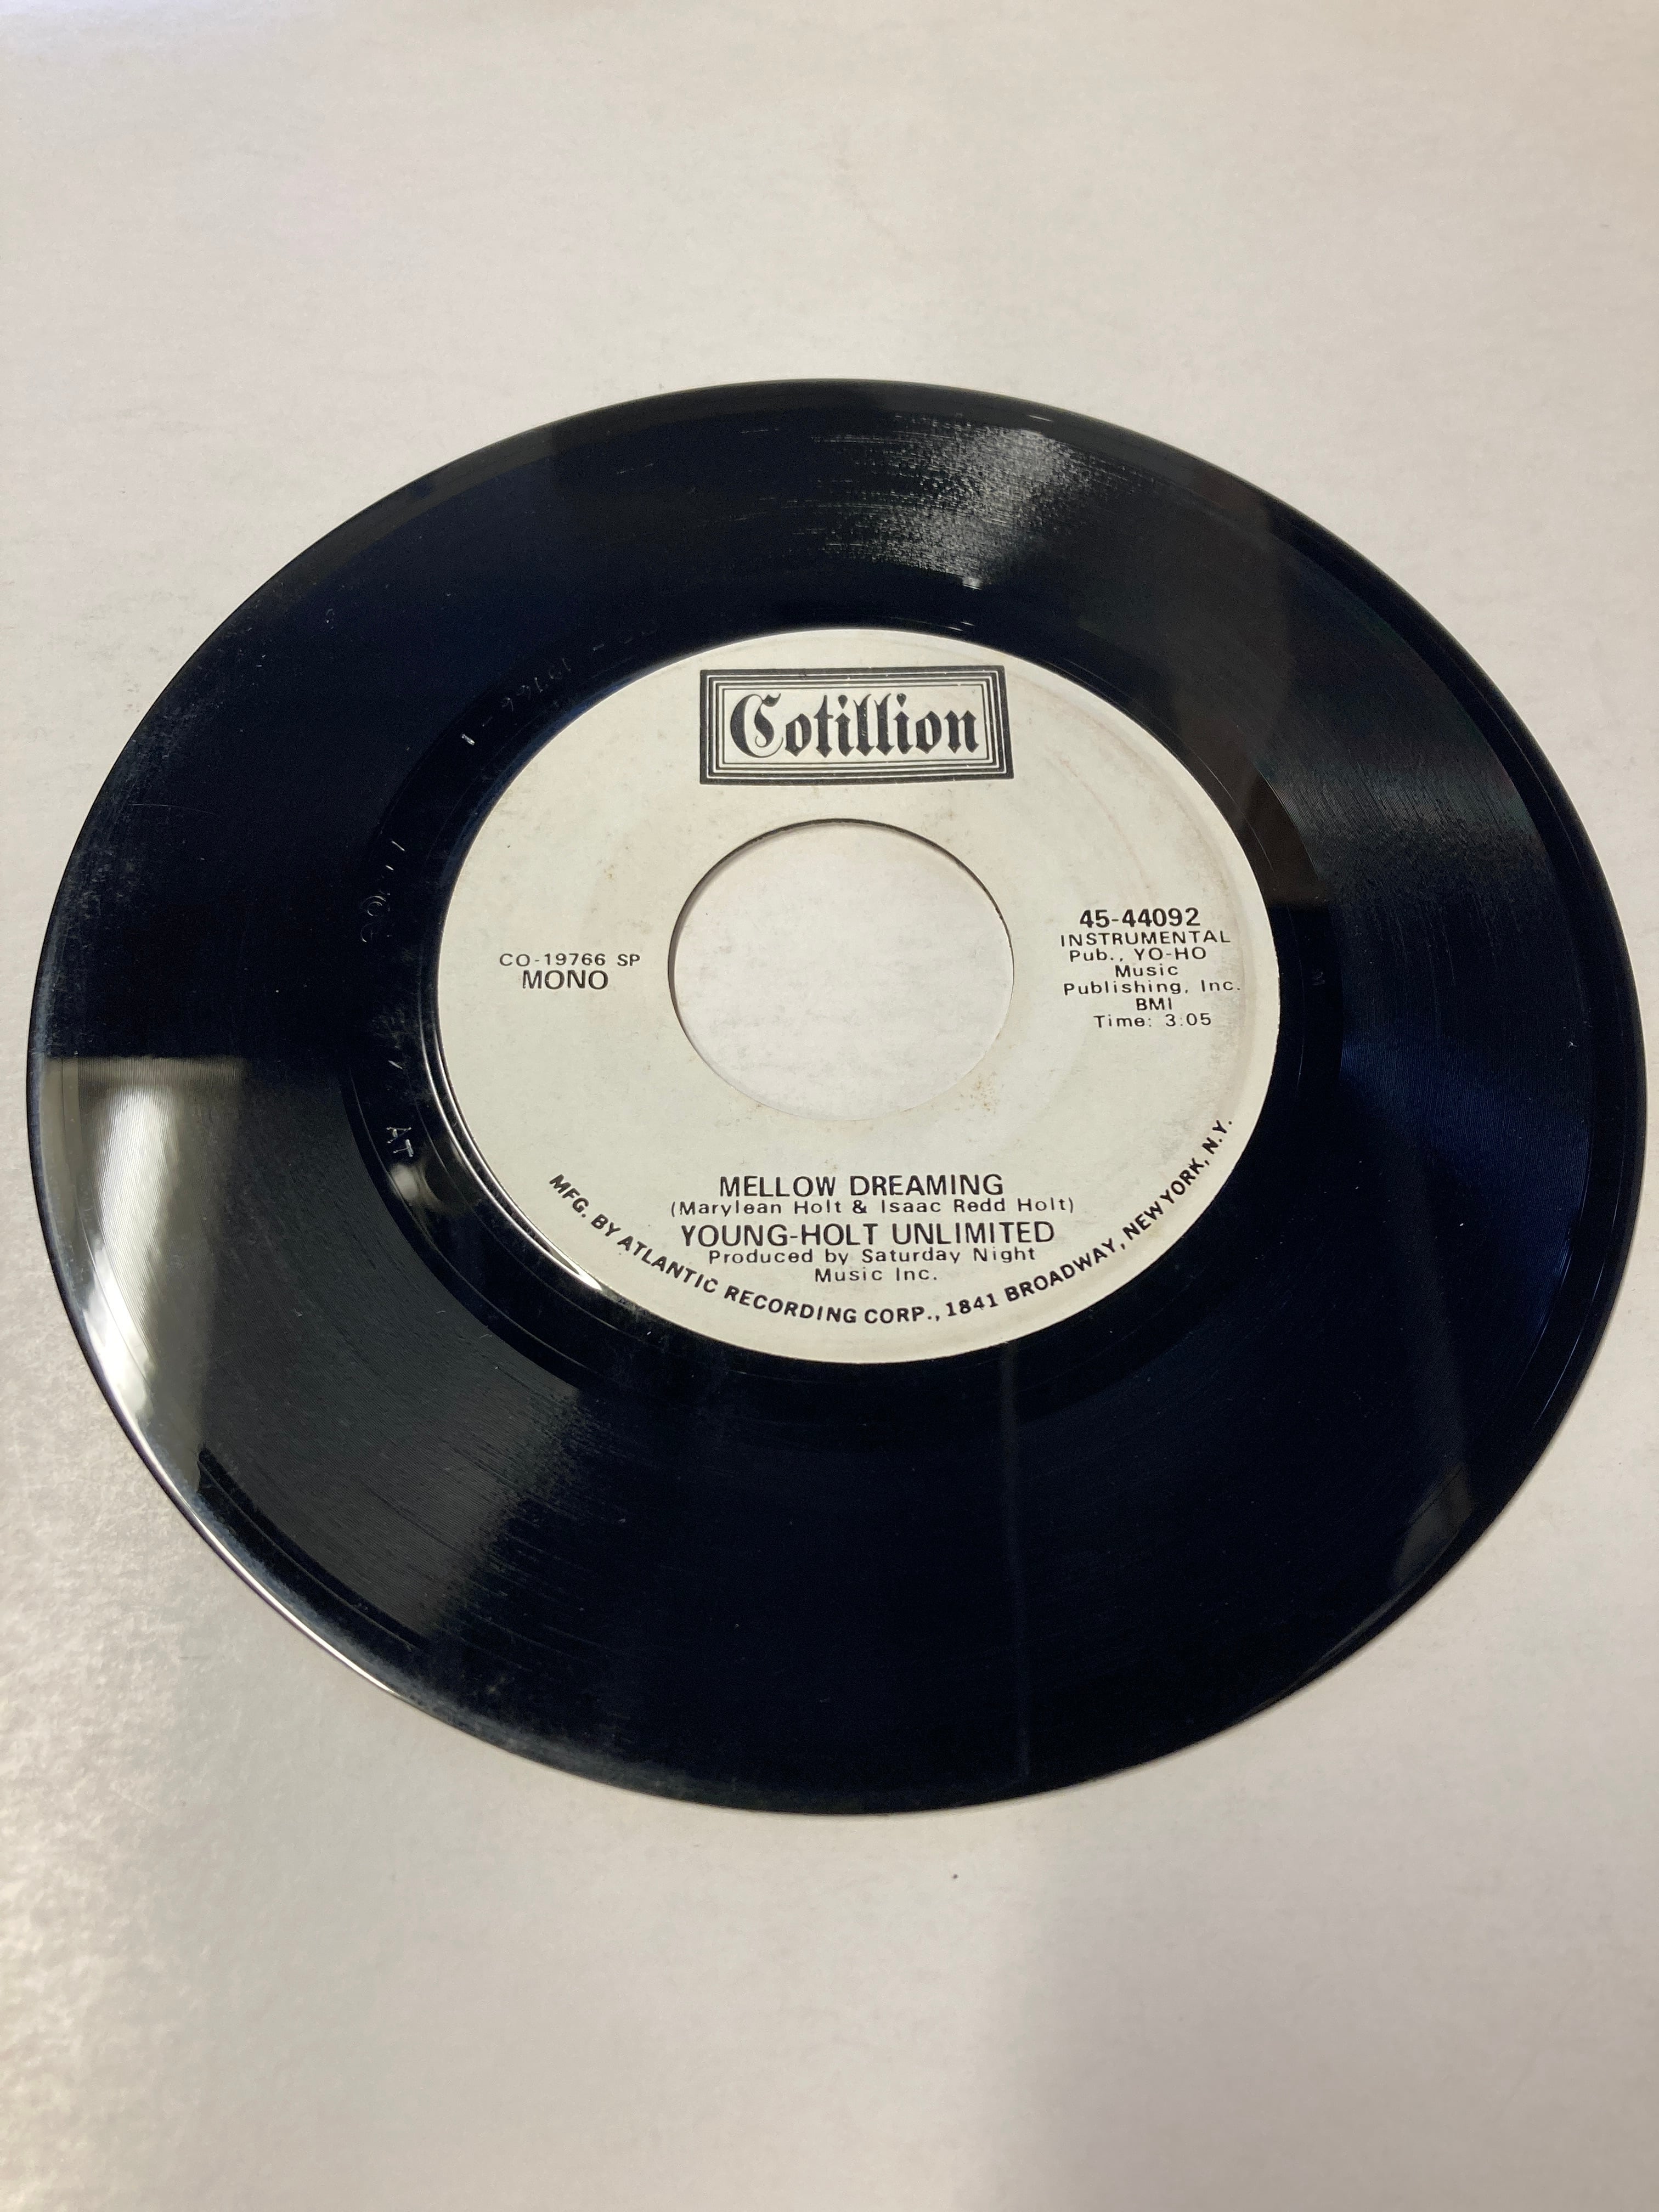 Cotillion
CO-19766 SP
MONO
45-44092
INSTRUMENTAL
Pub., YO-HO
Music
Publishing, Inc.
BMI
Time: 3:05
MELLOW DREAMING
(Marylean Holt & Isaac Redd Holt)
YOUNG-HOLT UNLIMITED
Produced by Saturday Night
Music Inc.
MFG. BY ATLANTIC RECORDING CORP., 1841 BROADWAY, NEW YORK, N.Y.
AT